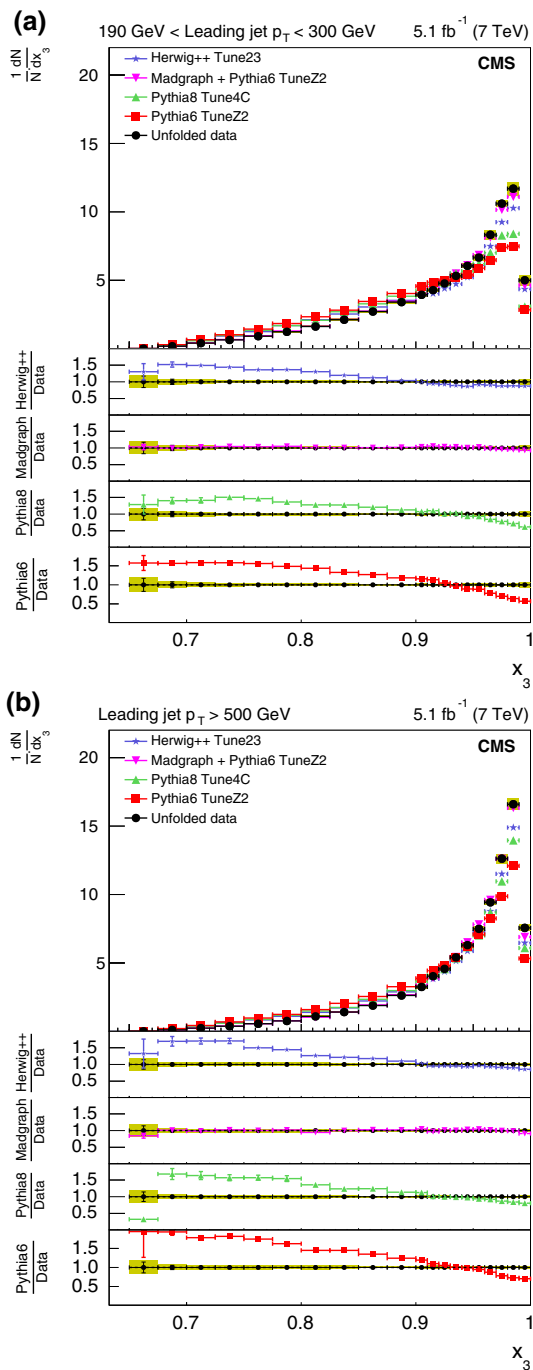 (a)
190 GeV < Leading jet p_T < 300 GeV 5.1 fb⁻¹ (7 TeV)
1 dN
N dx_3
20
15
10
5
Herwig++ Tune23
Madgraph + Pythia6 TuneZ2
Pythia8 Tune4C
Pythia6 TuneZ2
Unfolded data
CMS
Herwig++
Data
1.5
1.0
0.5
Madgraph
Data
1.5
1.0
0.5
Pythia8
Data
1.5
1.0
0.5
Pythia6
Data
1.5
1.0
0.5
0.7 0.8 0.9 1
x_3
(b)
Leading jet p_T > 500 GeV 5.1 fb⁻¹ (7 TeV)
1 dN
N dx_3
20
15
10
5
Herwig++ Tune23
Madgraph + Pythia6 TuneZ2
Pythia8 Tune4C
Pythia6 TuneZ2
Unfolded data
CMS
Herwig++
Data
1.5
1.0
0.5
Madgraph
Data
1.5
1.0
0.5
Pythia8
Data
1.5
1.0
0.5
Pythia6
Data
1.5
1.0
0.5
0.7 0.8 0.9 1
x_3